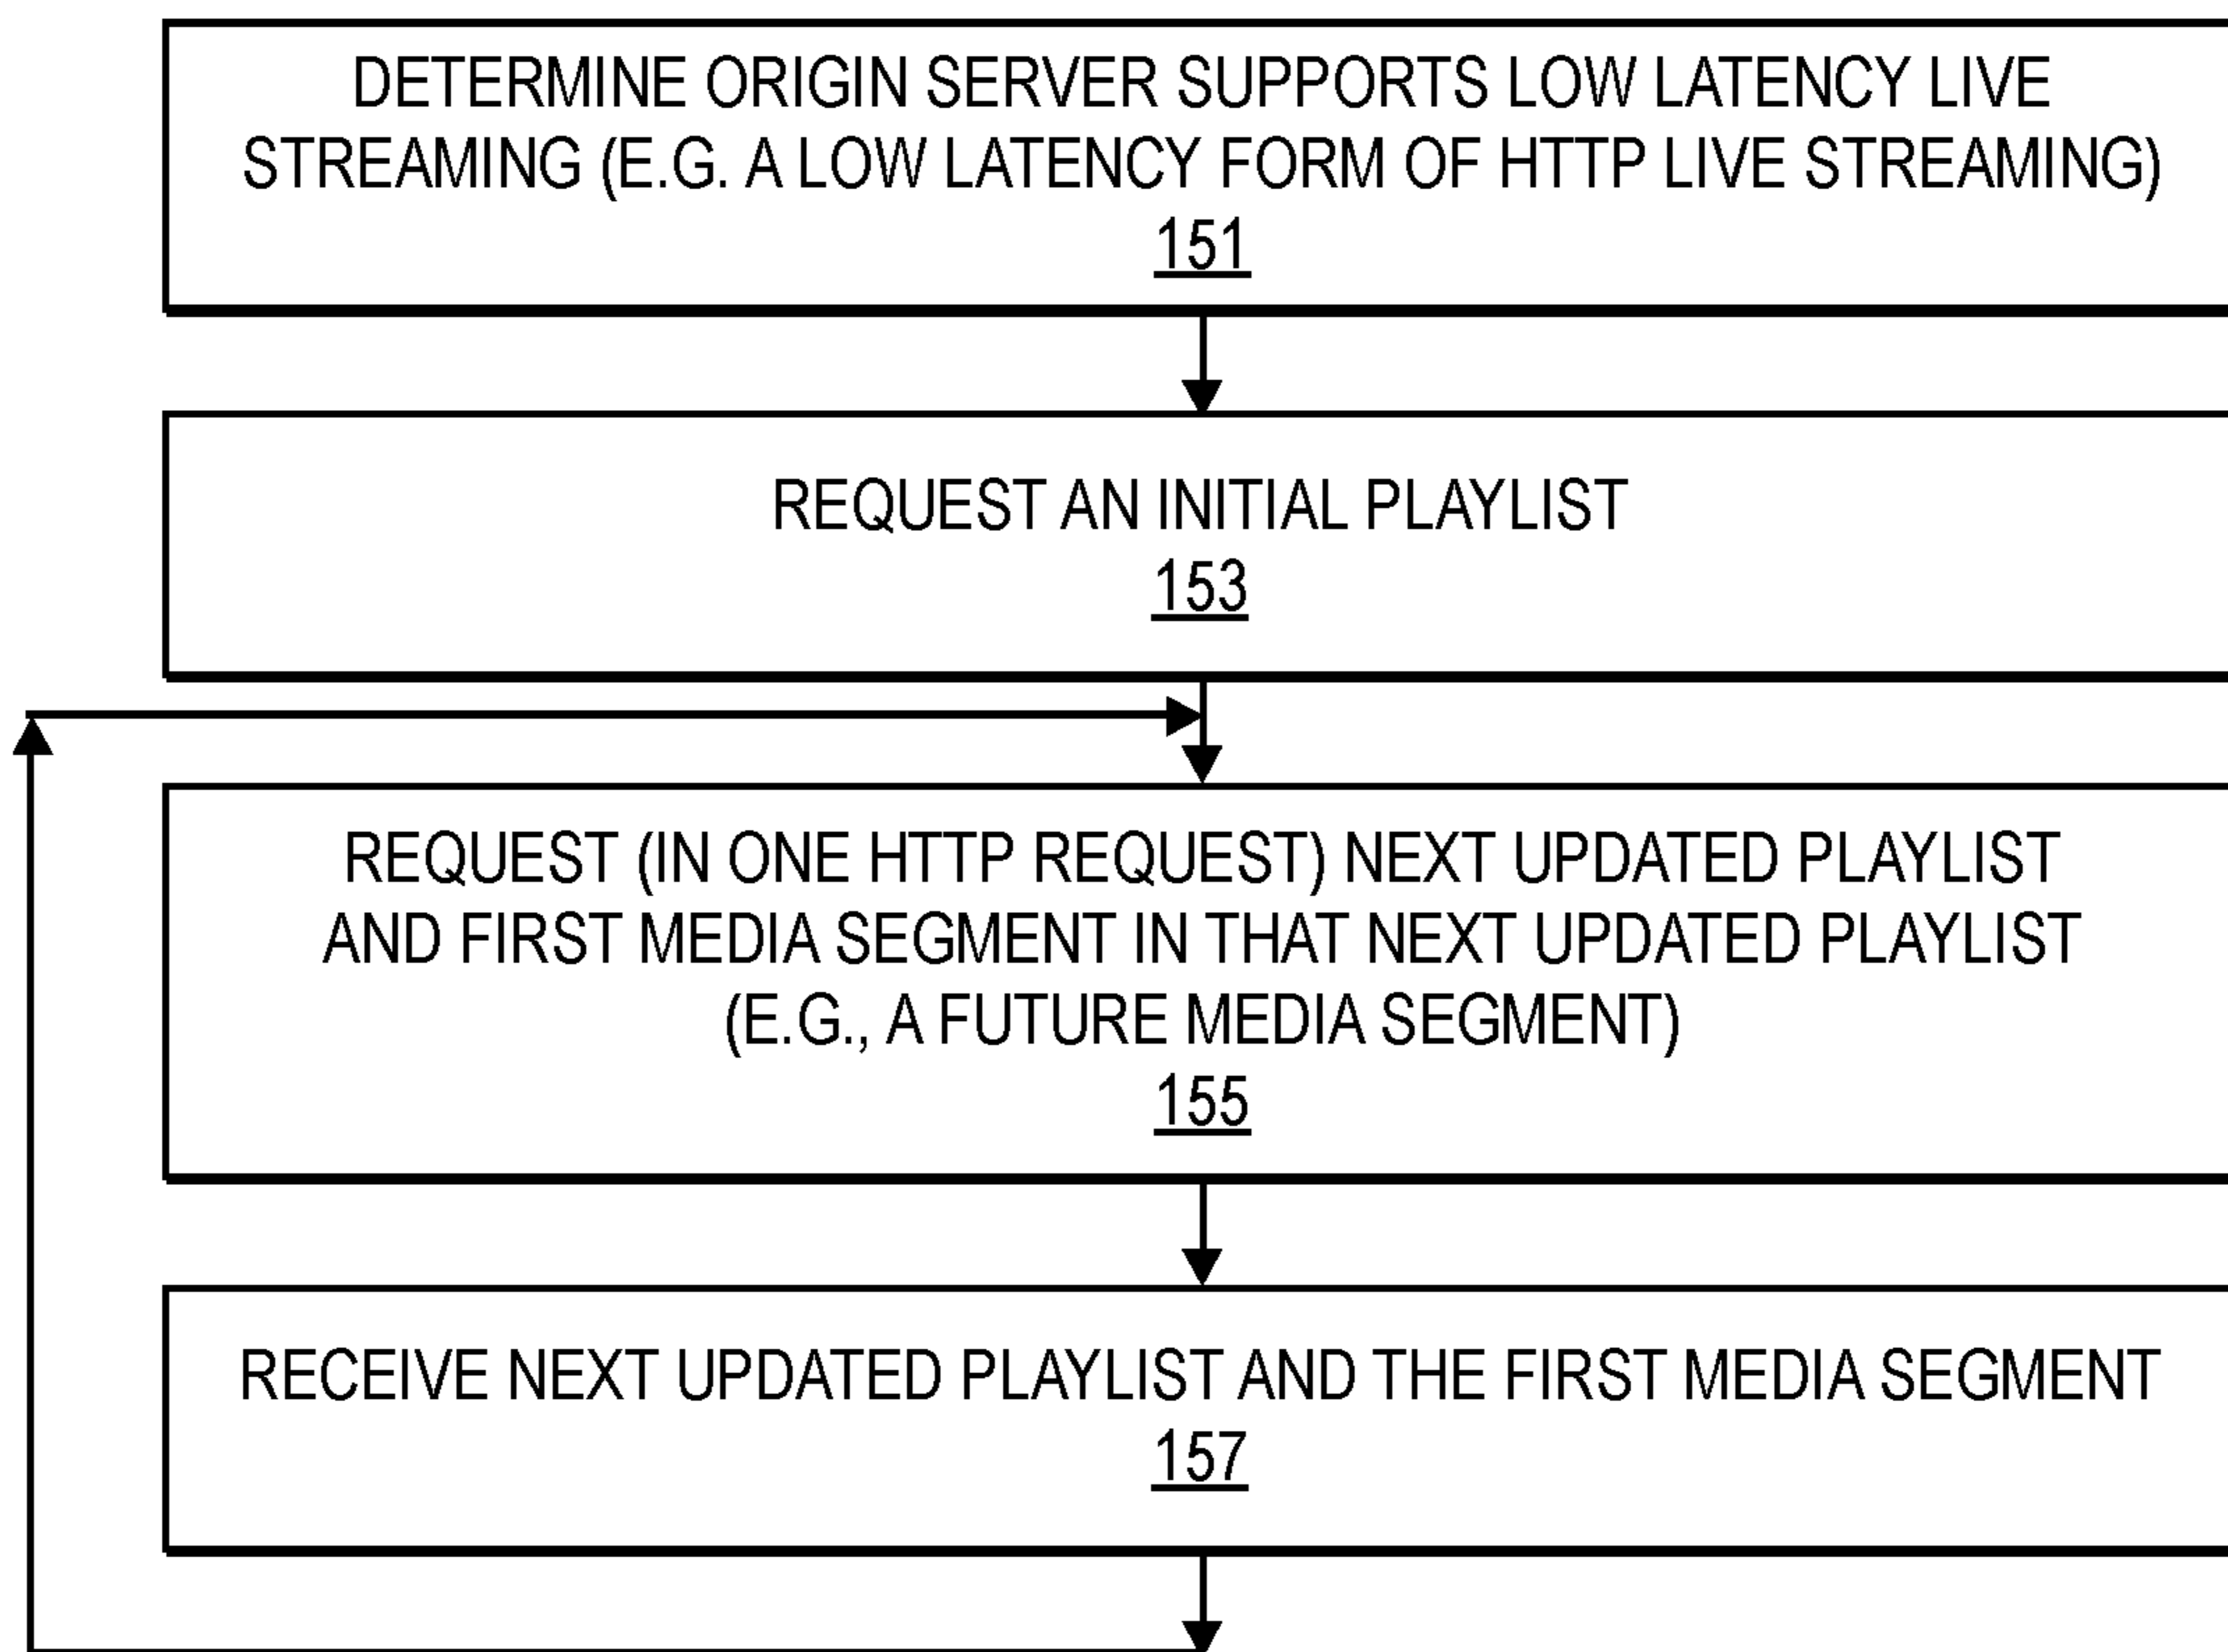 DETERMINE ORIGIN SERVER SUPPORTS LOW LATENCY LIVE
STREAMING (E.G. A LOW LATENCY FORM OF HTTP LIVE STREAMING)
151
REQUEST AN INITIAL PLAYLIST
153
REQUEST (IN ONE HTTP REQUEST) NEXT UPDATED PLAYLIST
AND FIRST MEDIA SEGMENT IN THAT NEXT UPDATED PLAYLIST
(E.G., A FUTURE MEDIA SEGMENT)
155
RECEIVE NEXT UPDATED PLAYLIST AND THE FIRST MEDIA SEGMENT
157